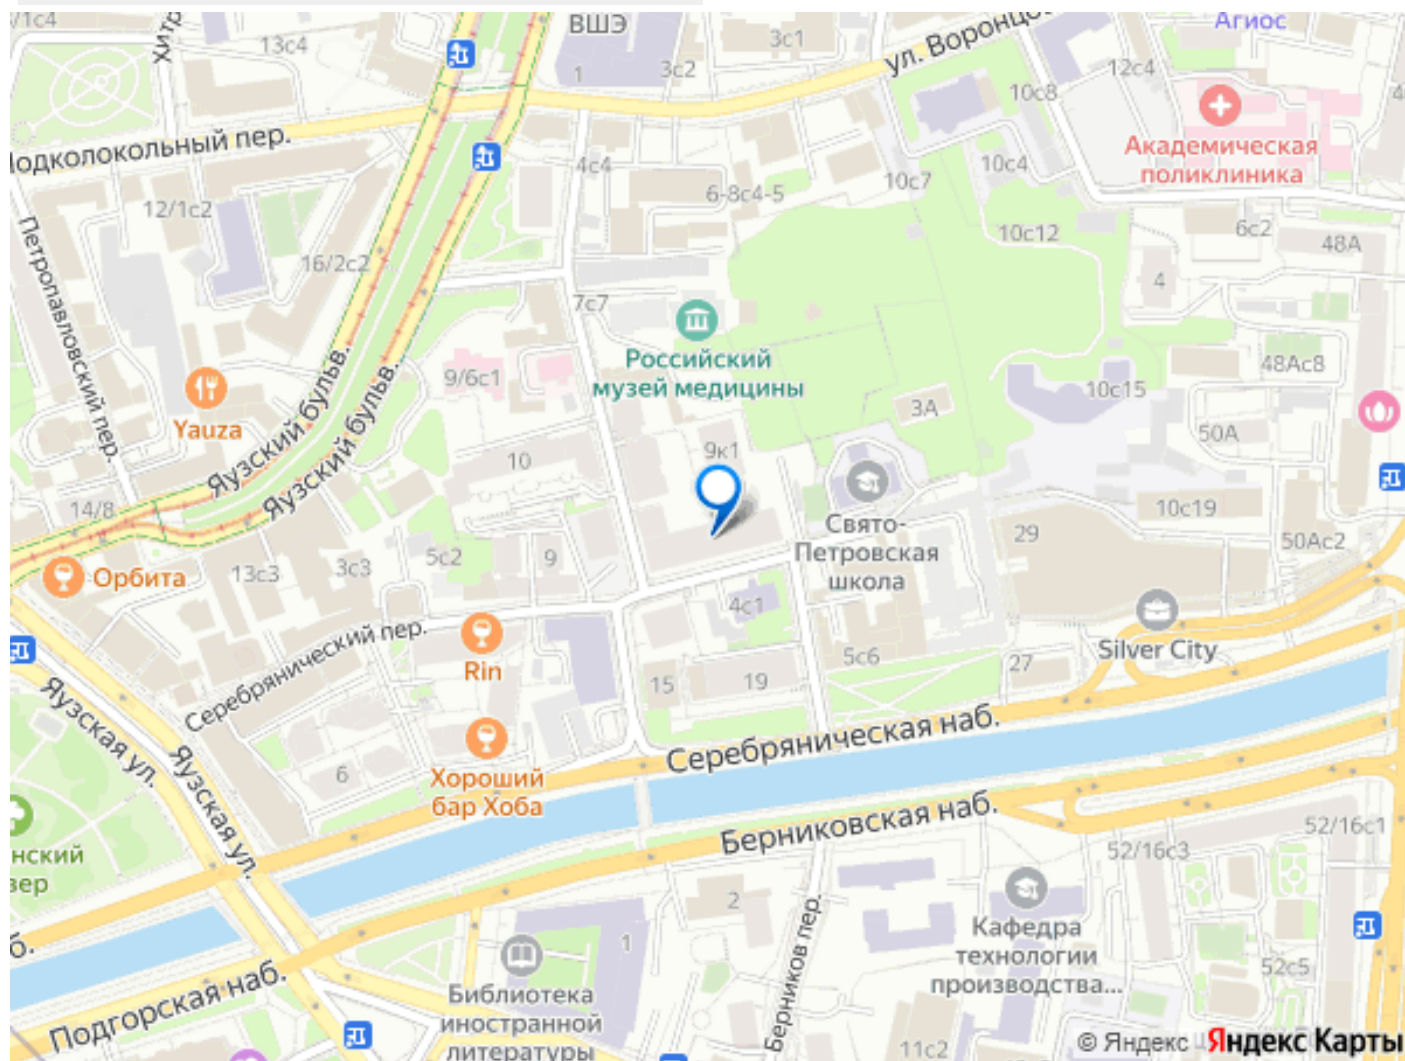 /1с4
Хитр
13с4
ВШЭ
1
3с1
3с2
ул. Воронцо
Агиос
12с4
10с8
4
Академическая
поликлиника
Подколокольный пер.
4с4
6-8с4-5
10с7
10с4
12/1с2
16/2с2
Петропавловский пер.
10с12
6с2
48А
4
7с7
Российский
музей медицины
9/6с1
48Ас8
10с15
3А
Yauza
Яузский бульв.
Яузский бульв.
10
9к1
50А
14/8
Свято-
Петровская
школа
29
10с19
50Ас2
Орбита
13с3
3с3
5с2
9
4с1
Серебрянический пер.
Rin
Silver City
5с6
27
15
19
Яузская ул.
Яузская ул.
Серебряническая наб.
6
Хороший
бар Хоба
Берниковская наб.
52/16с1
52/16с3
нский
зер
2
Кафедра
технологии
производства...
Берников пер.
б.
1
52с5
Подгорская наб.
Библиотека
иностранной
литературы
11с2
© Яндекс Яндекс Карты